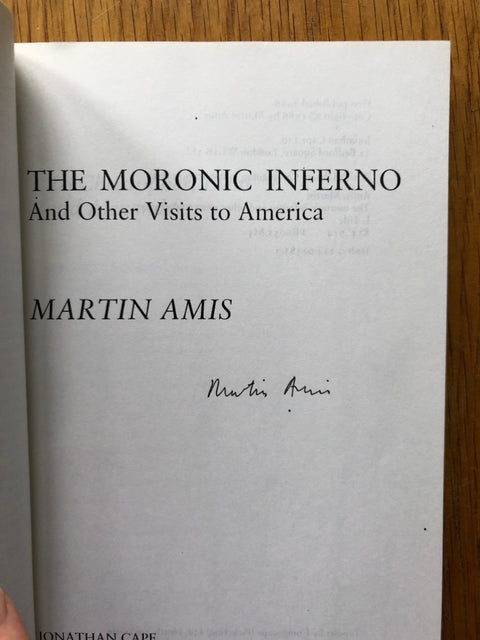 THE MORONIC INFERNO
And Other Visits to America
MARTIN AMIS
Martin Amis
JONATHAN CAPE